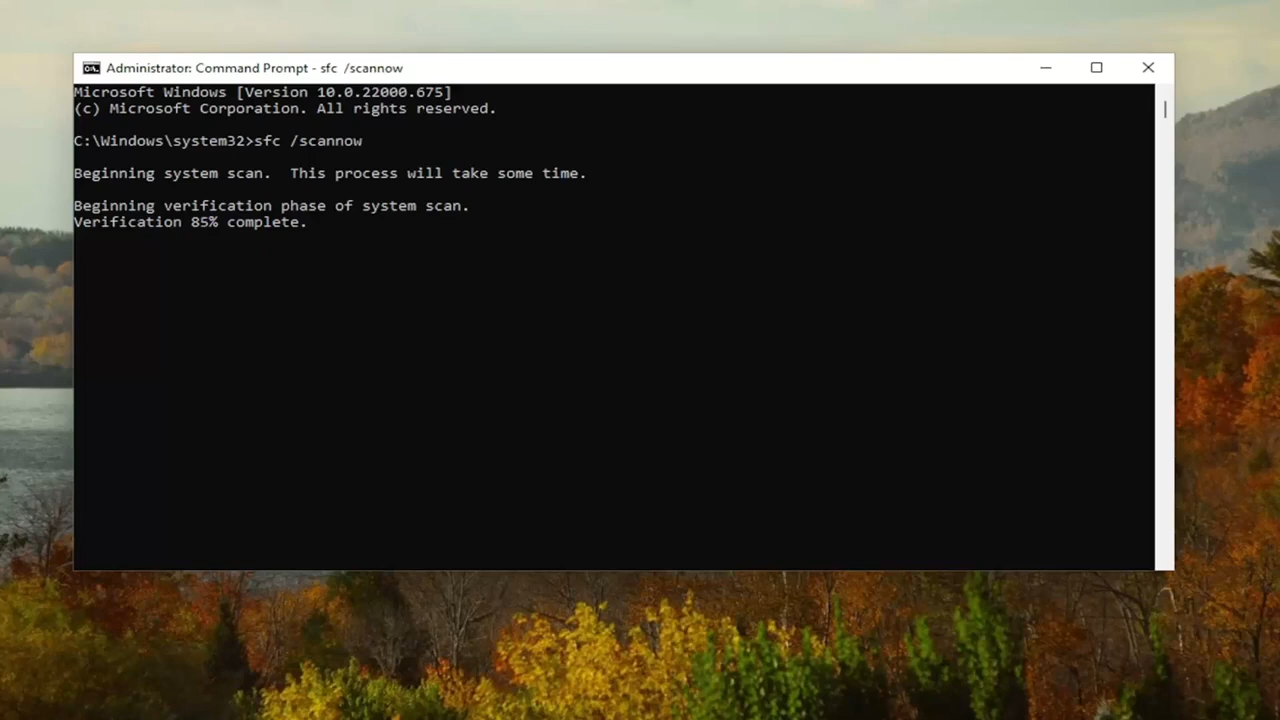 Administrator: Command Prompt - sfc  /scannow
Microsoft Windows [Version 10.0.22000.675]
(c) Microsoft Corporation. All rights reserved.
C:\Windows\system32>sfc /scannow
Beginning system scan.  This process will take some time.
Beginning verification phase of system scan.
Verification 85% complete.